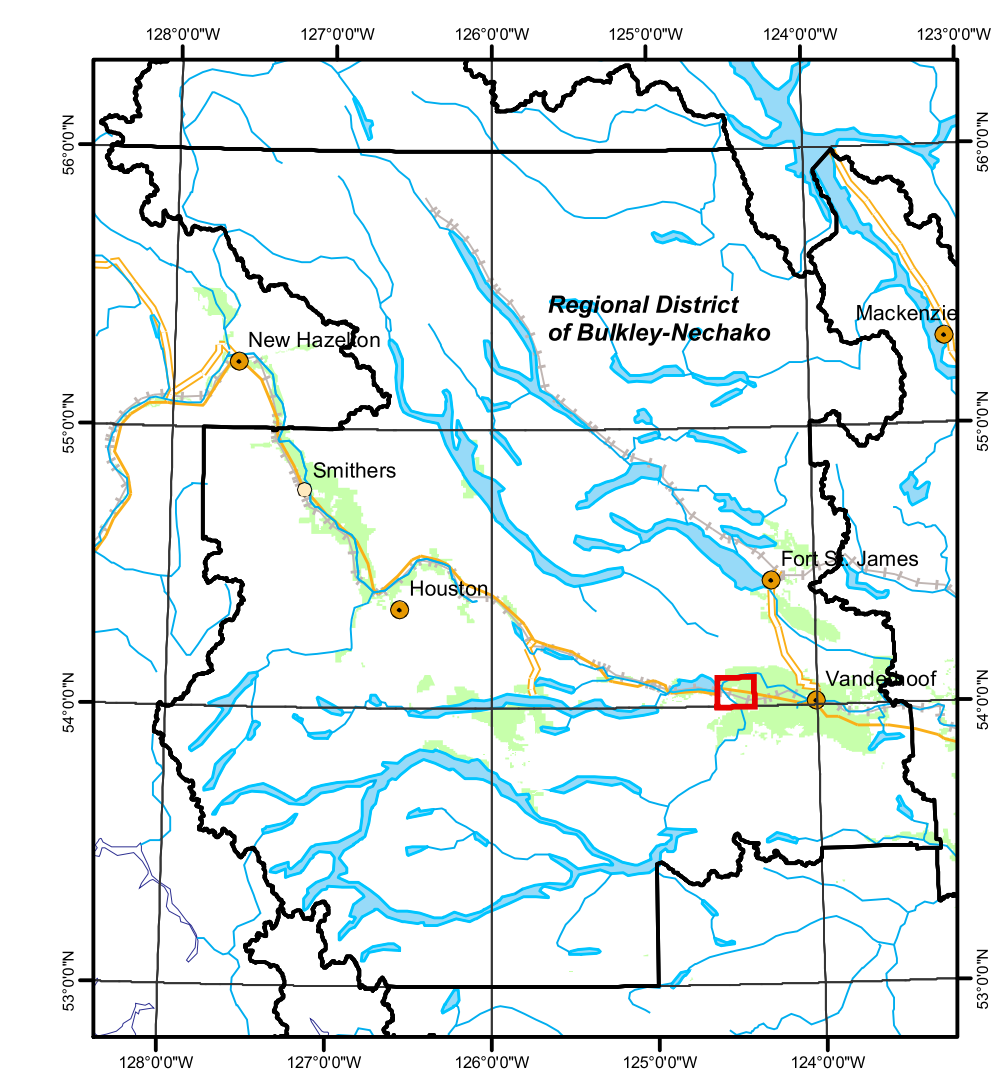 128°0'0"W 127°0'0"W 126°0'0"W 125°0'0"W 124°0'0"W 123°0'0"W
56°0'0"N 56°0'0"N
Regional District
of Bulkley-Nechako
Mackenzie
New Hazelton
55°0'0"N 55°0'0"N
Smithers
Fort St. James
Houston
Vanderhoof
54°0'0"N 54°0'0"N
53°0'0"N 53°0'0"N
128°0'0"W 127°0'0"W 126°0'0"W 125°0'0"W 124°0'0"W